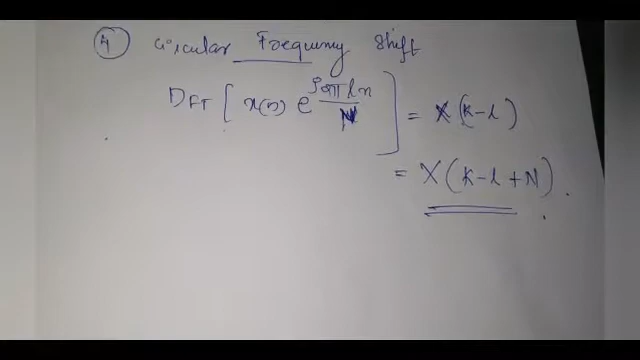 4 Circular Frequency Shift
DFT [ x(n) e^(j2πln/N) ] = X(K-l)
= X(K-l+N).